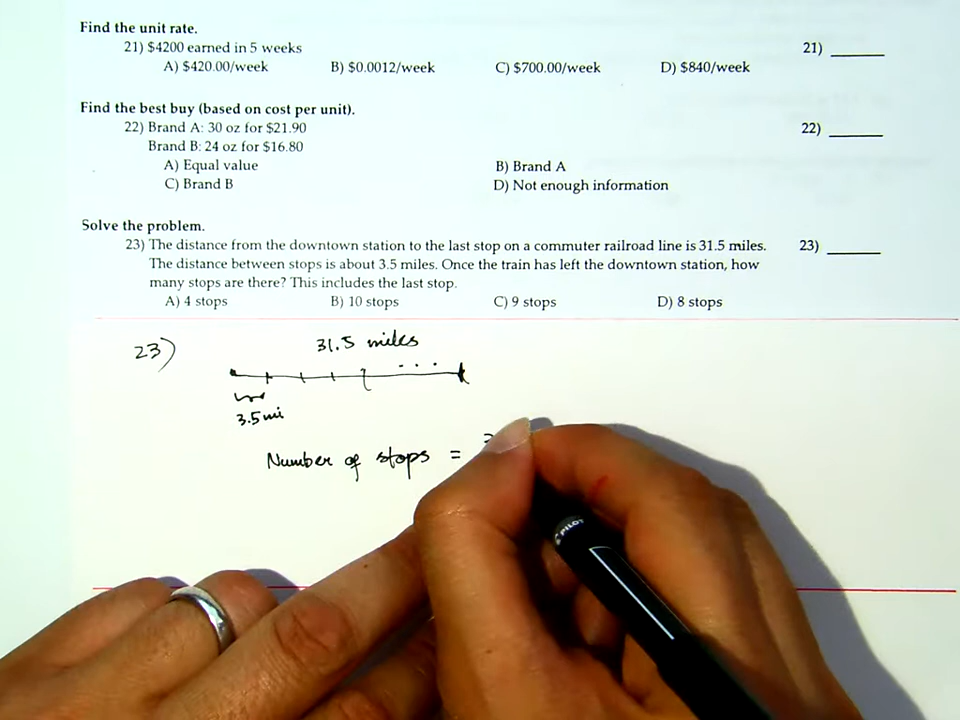 Find the unit rate.
21) $4200 earned in 5 weeks 21)
A) $420.00/week B) $0.0012/week C) $700.00/week D) $840/week
Find the best buy (based on cost per unit).
22) Brand A: 30 oz for $21.90 22)
Brand B: 24 oz for $16.80
A) Equal value B) Brand A
C) Brand B D) Not enough information
Solve the problem.
23) The distance from the downtown station to the last stop on a commuter railroad line is 31.5 miles. 23)
The distance between stops is about 3.5 miles. Once the train has left the downtown station, how
many stops are there? This includes the last stop.
A) 4 stops B) 10 stops C) 9 stops D) 8 stops
23) 31.5 miles
3.5 mi
Number of stops =
PILOT